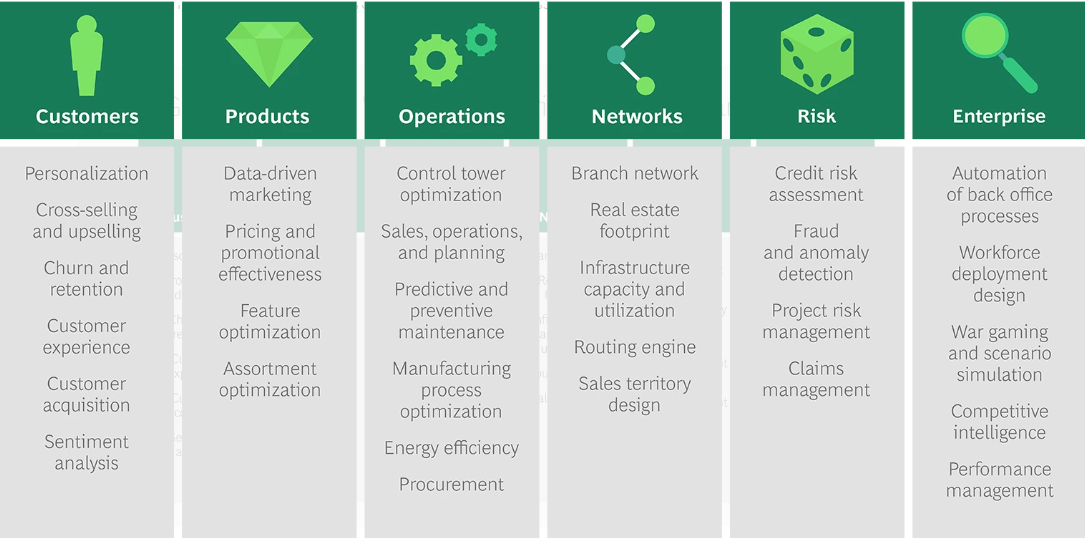 Customers
Personalization
Cross-selling
and upselling
Churn and
retention
Customer
experience
Customer
acquisition
Sentiment
analysis
Products
Data-driven
marketing
Pricing and
promotional
effectiveness
Feature
optimization
Assortment
optimization
Operations
Control tower
optimization
Sales, operations,
and planning
Predictive and
preventive
maintenance
Manufacturing
process
optimization
Energy efficiency
Procurement
Networks
Branch network
Real estate
footprint
Infrastructure
capacity and
utilization
Routing engine
Sales territory
design
Risk
Credit risk
assessment
Fraud
and anomaly
detection
Project risk
management
Claims
management
Enterprise
Automation
of back office
processes
Workforce
deployment
design
War gaming
and scenario
simulation
Competitive
intelligence
Performance
management